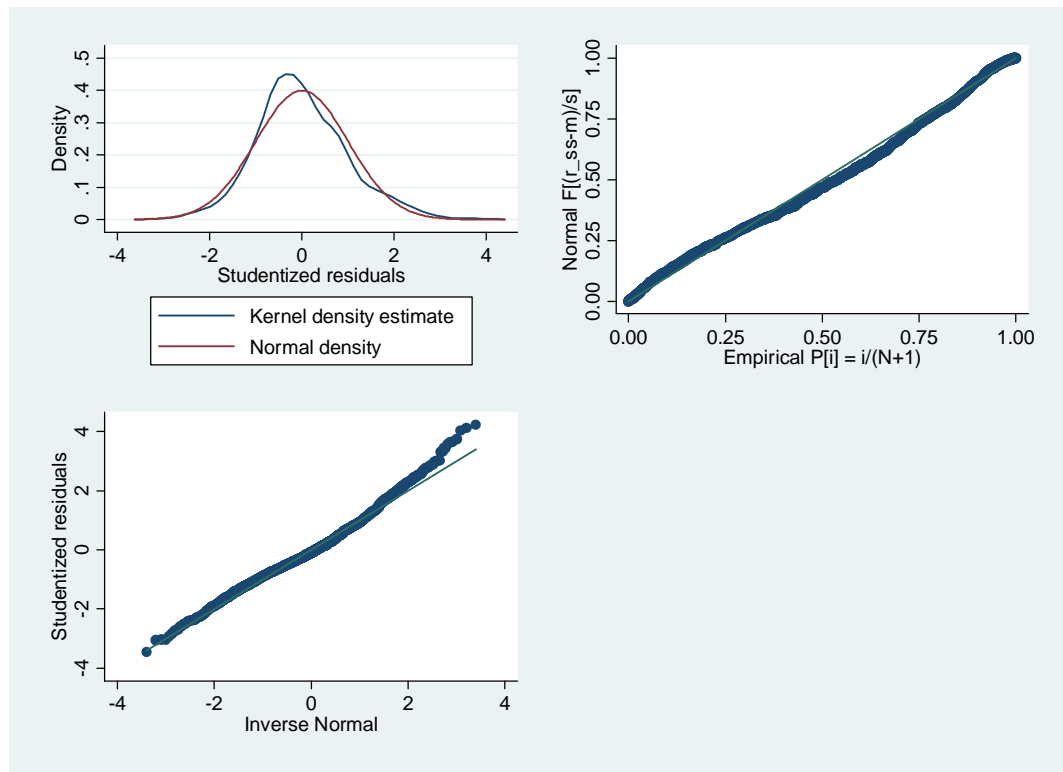 Density
.5
.4
.3
.2
.1
0
-4 -2 0 2 4
Studentized residuals
Kernel density estimate
Normal density
Normal F[(r_ss-m)/s]
1.00
0.75
0.50
0.25
0.00
0.00 0.25 0.50 0.75 1.00
Empirical P[i] = i/(N+1)
Studentized residuals
4
2
0
-2
-4
-4 -2 0 2 4
Inverse Normal